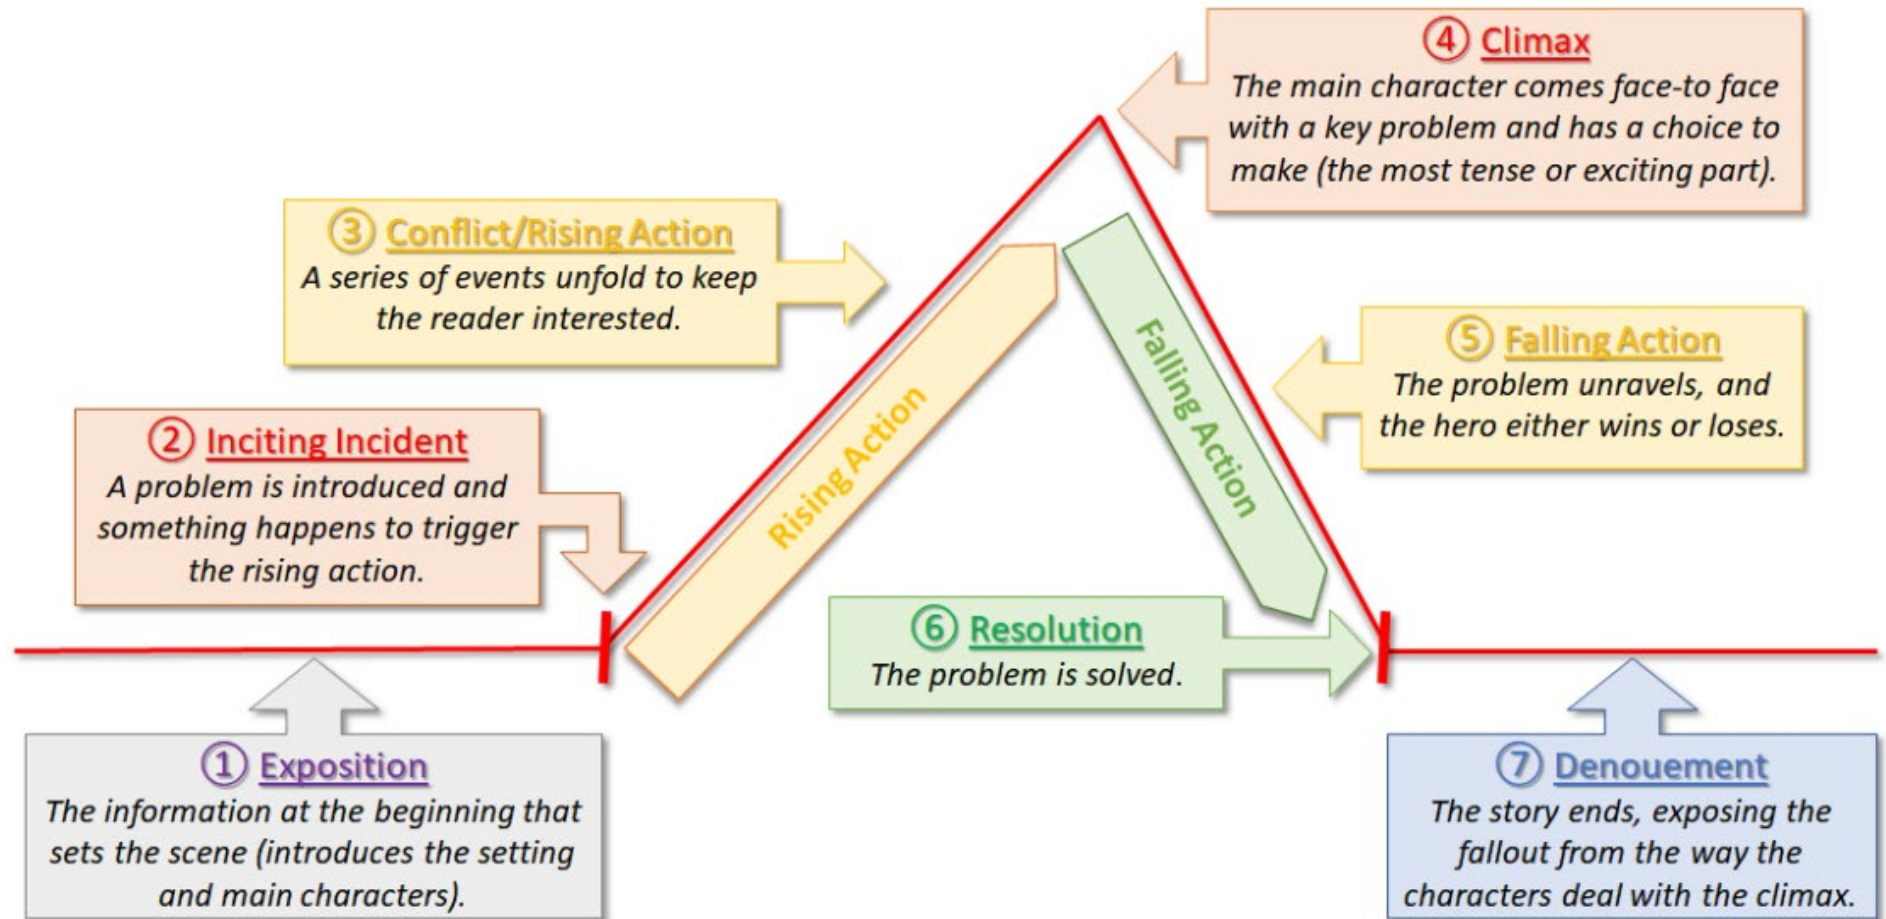 ① Exposition
The information at the beginning that
sets the scene (introduces the setting
and main characters).
② Inciting Incident
A problem is introduced and
something happens to trigger
the rising action.
③ Conflict/Rising Action
A series of events unfold to keep
the reader interested.
Rising Action
④ Climax
The main character comes face-to face
with a key problem and has a choice to
make (the most tense or exciting part).
Falling Action
⑤ Falling Action
The problem unravels, and
the hero either wins or loses.
⑥ Resolution
The problem is solved.
⑦ Denouement
The story ends, exposing the
fallout from the way the
characters deal with the climax.